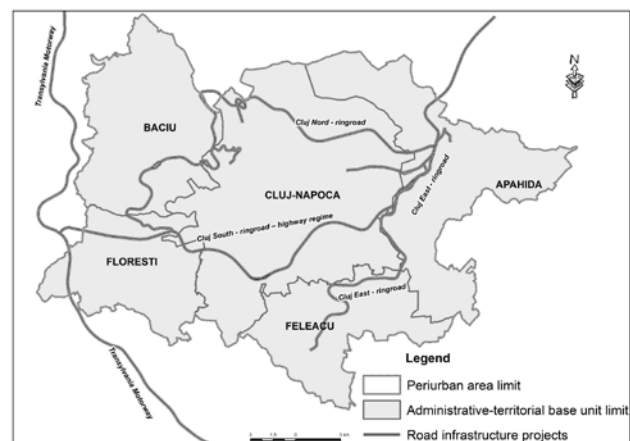 Transylvania Motorway
N
BACIU
Cluj Nord - ringroad
CLUJ-NAPOCA
Cluj East - ringroad
APAHIDA
Cluj South - ringroad – highway regime
FLORESTI
Cluj East - ringroad
FELEACU
Transylvania Motorway
Legend
Periurban area limit
Administrative-territorial base unit limit
Road infrastructure projects